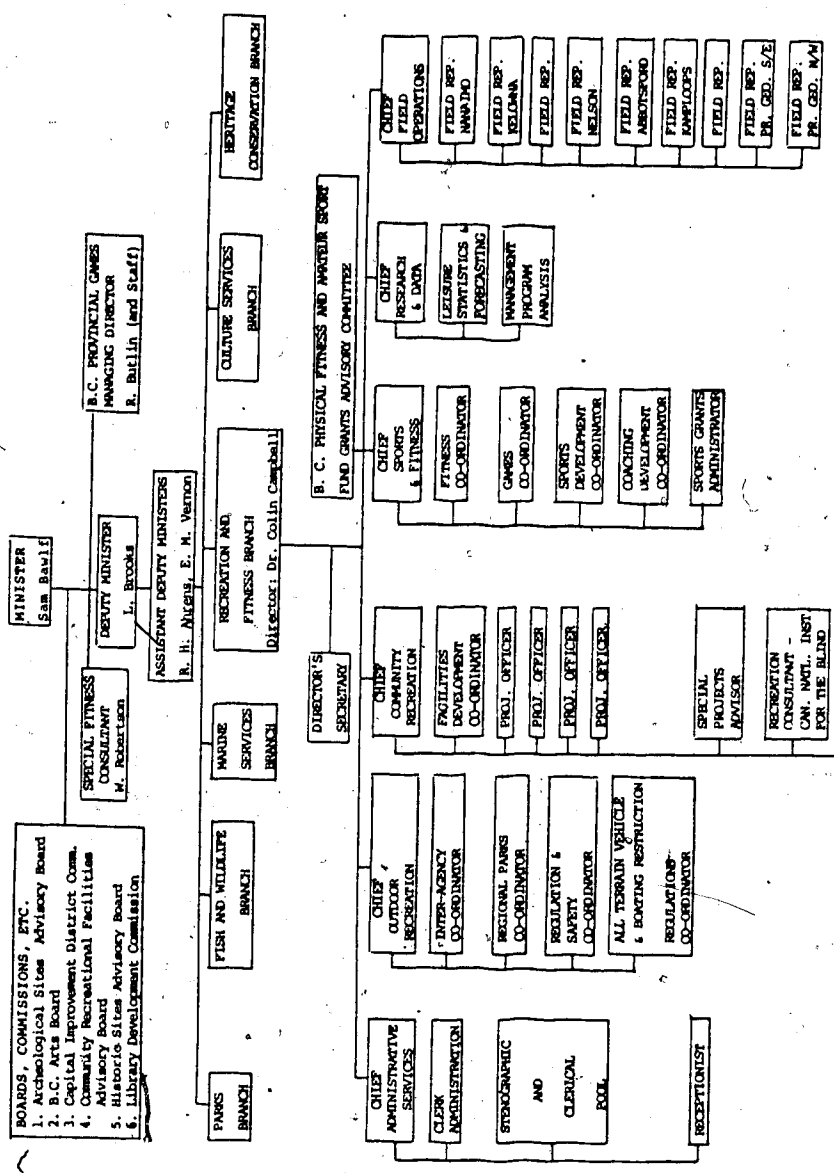 MINISTER
Sam Bawlf
BOARDS, COMMISSIONS, ETC.
1. Archeological Sites Advisory Board
2. B.C. Arts Board
3. Capital Improvement District Comm.
4. Community Recreational Facilities
Advisory Board
5. Historic Sites Advisory Board
6. Library Development Commission
SPECIAL FITNESS
CONSULTANT
W. Robertson
DEPUTY MINISTER
L. Brooks
B.C. PROVINCIAL GAMES
MANAGING DIRECTOR
R. Butlin (and Staff)
ASSISTANT DEPUTY MINISTERS
R. H. Ahrens, E. M. Vernon
PARKS
BRANCH
FISH AND WILDLIFE
BRANCH
MARINE
SERVICES
BRANCH
RECREATION AND
FITNESS BRANCH
Director: Dr. Colin Campbell
CULTURE SERVICES
BRANCH
HERITAGE
CONSERVATION BRANCH
DIRECTOR'S
SECRETARY
B. C. PHYSICAL FITNESS AND AMATEUR SPORT
FUND GRANTS ADVISORY COMMITTEE
CHIEF
ADMINISTRATIVE
SERVICES
CLERK
ADMINISTRATION
STENOGRAPHIC
AND
CLERICAL
POOL
RECEPTIONIST
CHIEF
OUTDOOR
RECREATION
INTER-AGENCY
CO-ORDINATOR
REGIONAL PARKS
CO-ORDINATOR
REGULATION &
SAFETY
CO-ORDINATOR
ALL TERRAIN VEHICLE
& BOATING RESTRICTION
REGULATIONS
CO-ORDINATOR
CHIEF
COMMUNITY
RECREATION
FACILITIES
DEVELOPMENT
CO-ORDINATOR
PROJ. OFFICER
PROJ. OFFICER
PROJ. OFFICER
PROJ. OFFICER
SPECIAL
PROJECTS
ADVISOR
RECREATION
CONSULTANT -
CAN. NATL. INST
FOR THE BLIND
CHIEF
SPORTS
& FITNESS
FITNESS
CO-ORDINATOR
GAMES
CO-ORDINATOR
SPORTS
DEVELOPMENT
CO-ORDINATOR
COACHING
DEVELOPMENT
CO-ORDINATOR
SPORTS GRANTS
ADMINISTRATOR
CHIEF
RESEARCH
& DATA
LEISURE
STATISTICS &
FORECASTING
MANAGEMENT
PROGRAM
ANALYSIS
CHIEF
FIELD
OPERATIONS
FIELD REP.
NANAIMO
FIELD REP.
KELOWNA
FIELD REP.
FIELD REP.
NELSON
FIELD REP.
ABBOTSFORD
FIELD REP.
KAMPLOOPS
FIELD REP.
FIELD REP.
PR. GEO. S/E
FIELD REP.
PR. GEO. N/W